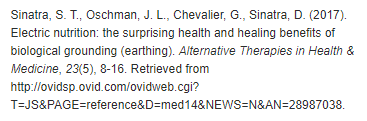 Sinatra, S. T., Oschman, J. L., Chevalier, G., Sinatra, D. (2017).
Electric nutrition: the surprising health and healing benefits of
biological grounding (earthing). Alternative Therapies in Health &
Medicine, 23(5), 8-16. Retrieved from
http://ovidsp.ovid.com/ovidweb.cgi?
T=JS&PAGE=reference&D=med14&NEWS=N&AN=28987038.